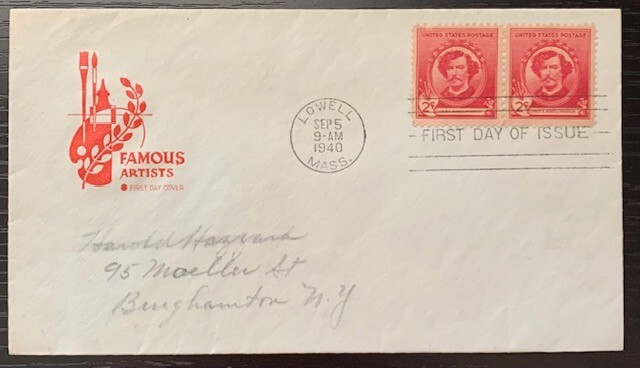 UNITED STATES POSTAGE UNITED STATES POSTAGE
2¢ 2¢
LOWELL
SEP 5
9-AM
1940
MASS.
FIRST DAY OF ISSUE
FAMOUS
ARTISTS
FIRST DAY COVER
Harold
95 Moeller St
Binghamton N.Y